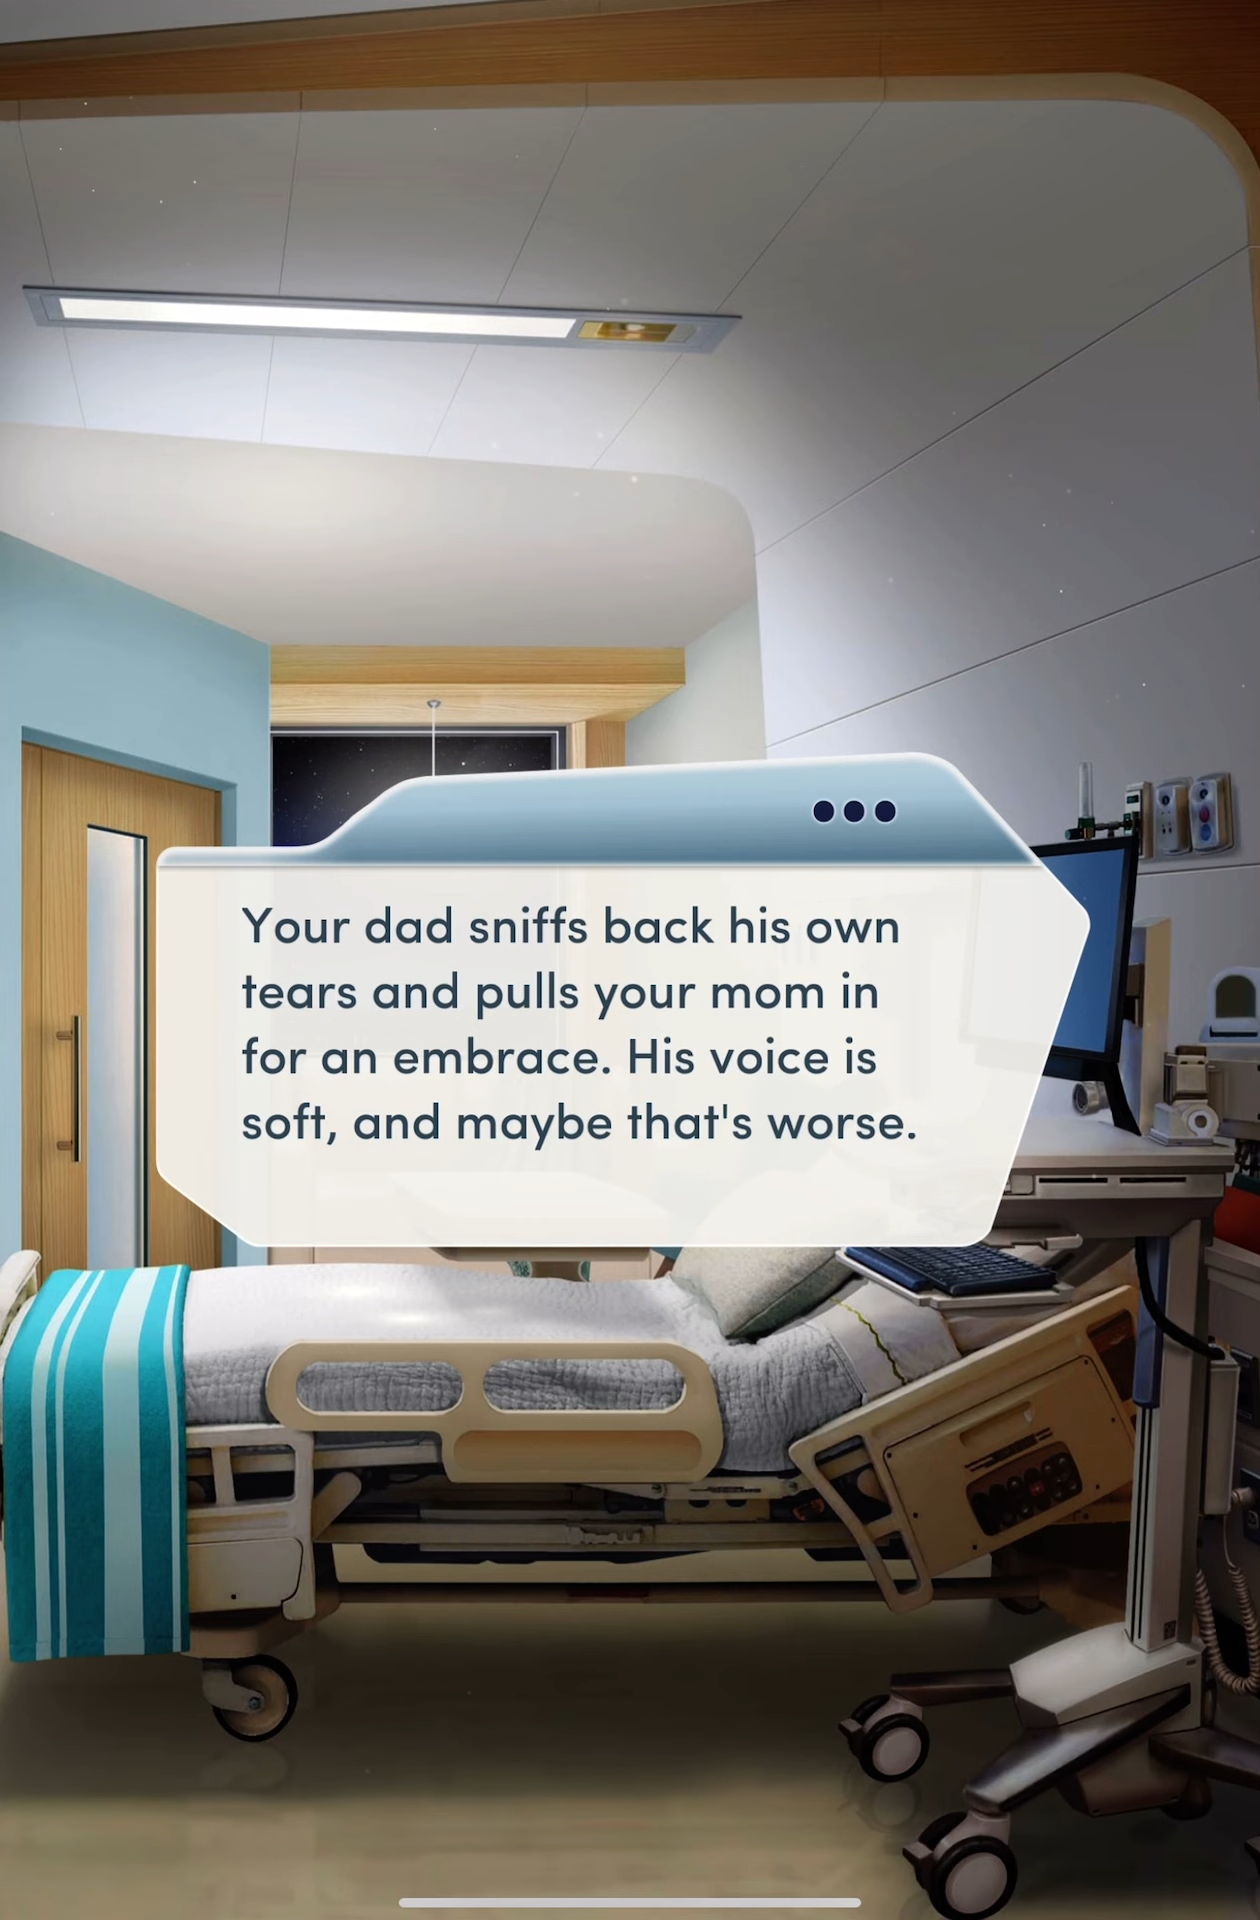 Your dad sniffs back his own
tears and pulls your mom in
for an embrace. His voice is
soft, and maybe that's worse.